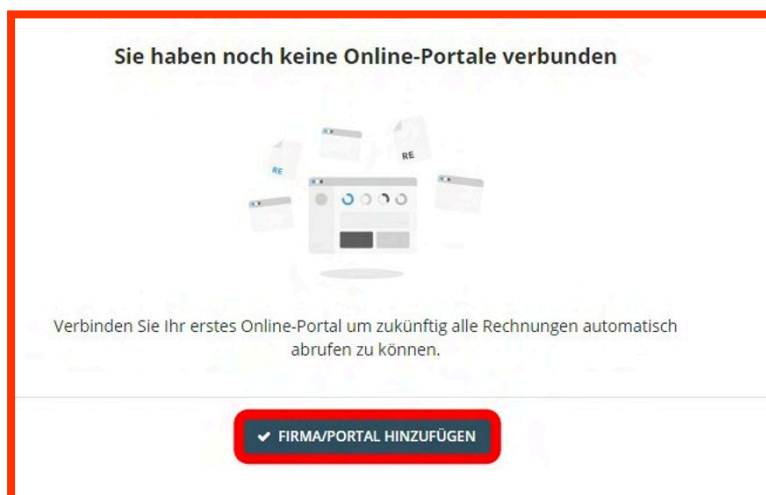 Sie haben noch keine Online-Portale verbunden
RE
RE
Verbinden Sie Ihr erstes Online-Portal um zukünftig alle Rechnungen automatisch
abrufen zu können.
FIRMA/PORTAL HINZUFÜGEN